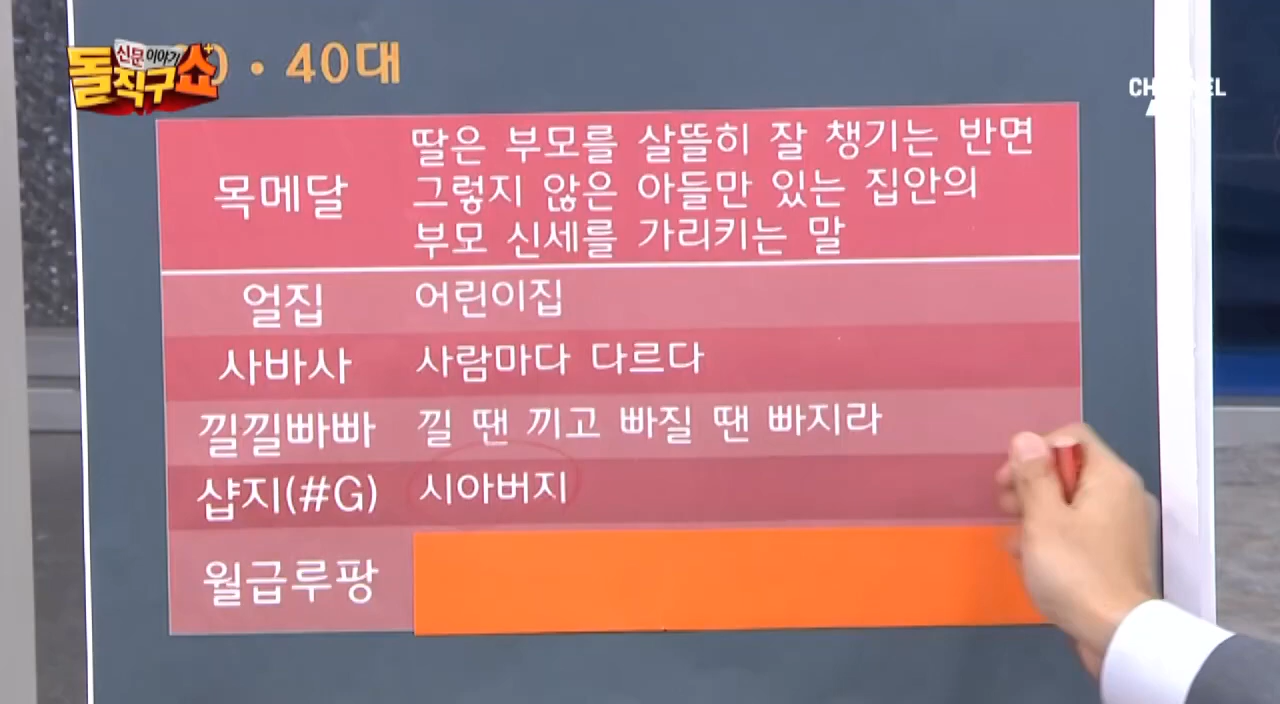 신문이야기
돌직구쇼+
0 • 40대
CHANNEL A
목메달
딸은 부모를 살뜰히 잘 챙기는 반면
그렇지 않은 아들만 있는 집안의
부모 신세를 가리키는 말
얼집 어린이집
사바사 사람마다 다르다
낄낄빠빠 낄 땐 끼고 빠질 땐 빠지라
샵지(#G) 시아버지
월급루팡